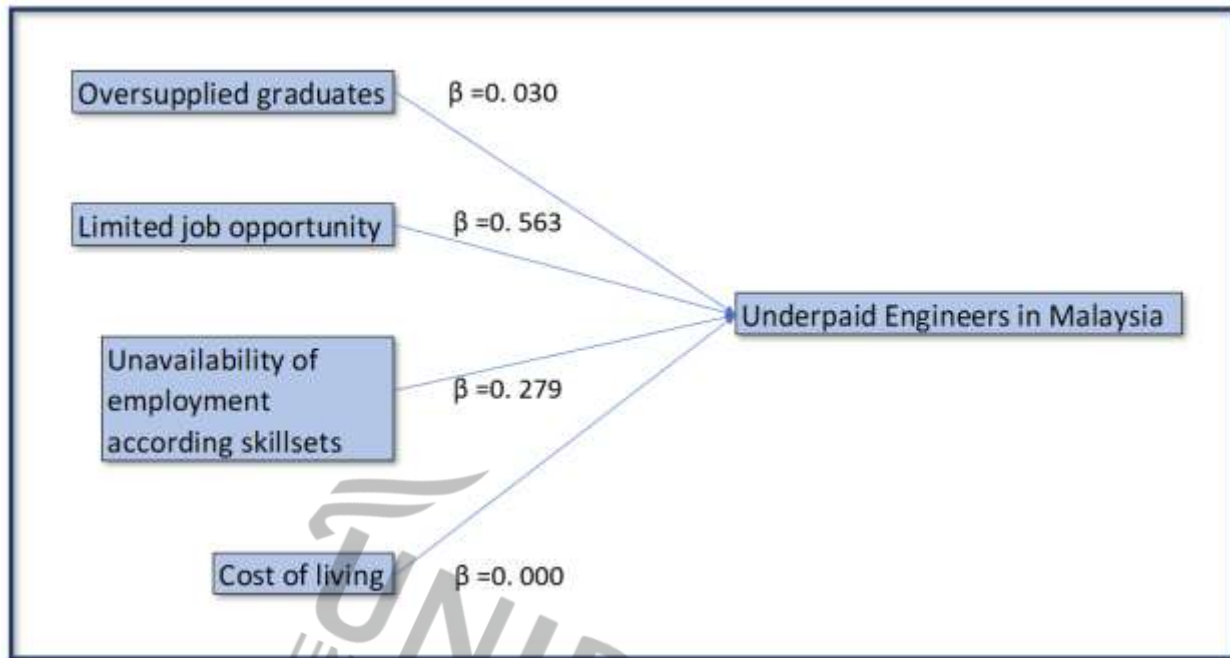 Oversupplied graduates
β =0. 030
Limited job opportunity
β =0. 563
Underpaid Engineers in Malaysia
Unavailability of
employment
according skillsets
β =0. 279
Cost of living
β =0. 000